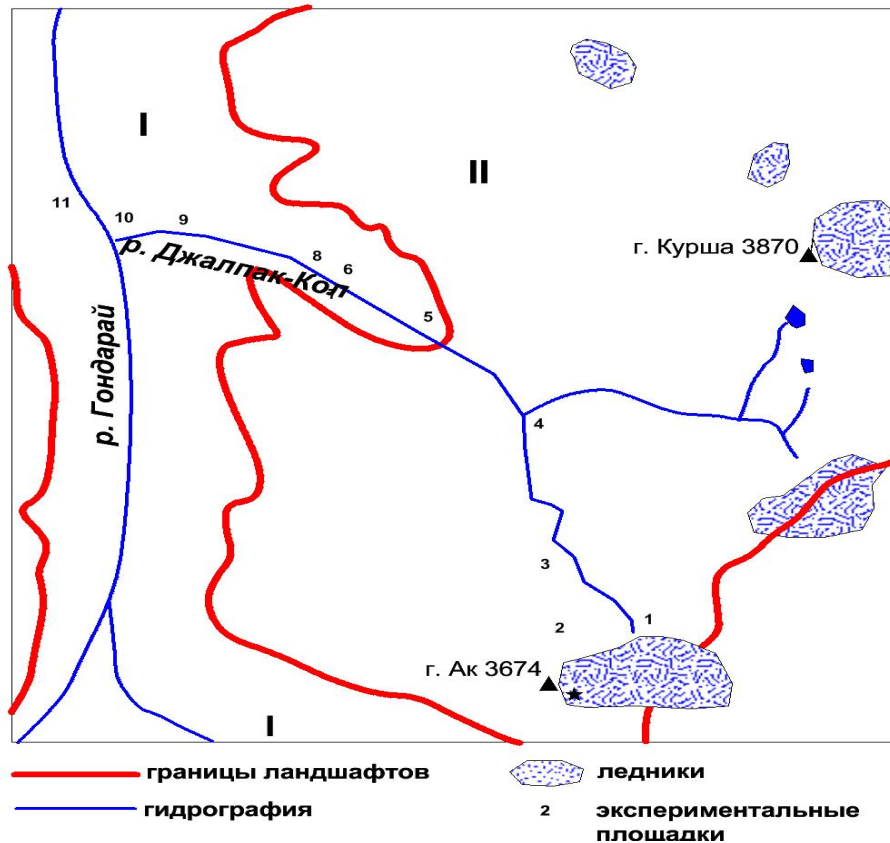 I
II
11
10
9
8
6
5
р. Джалпак-Кол
г. Курша 3870
р. Гондарай
4
3
2
1
г. Ак 3674
I
границы ландшафтов
ледники
гидрография
2
экспериментальные
площадки